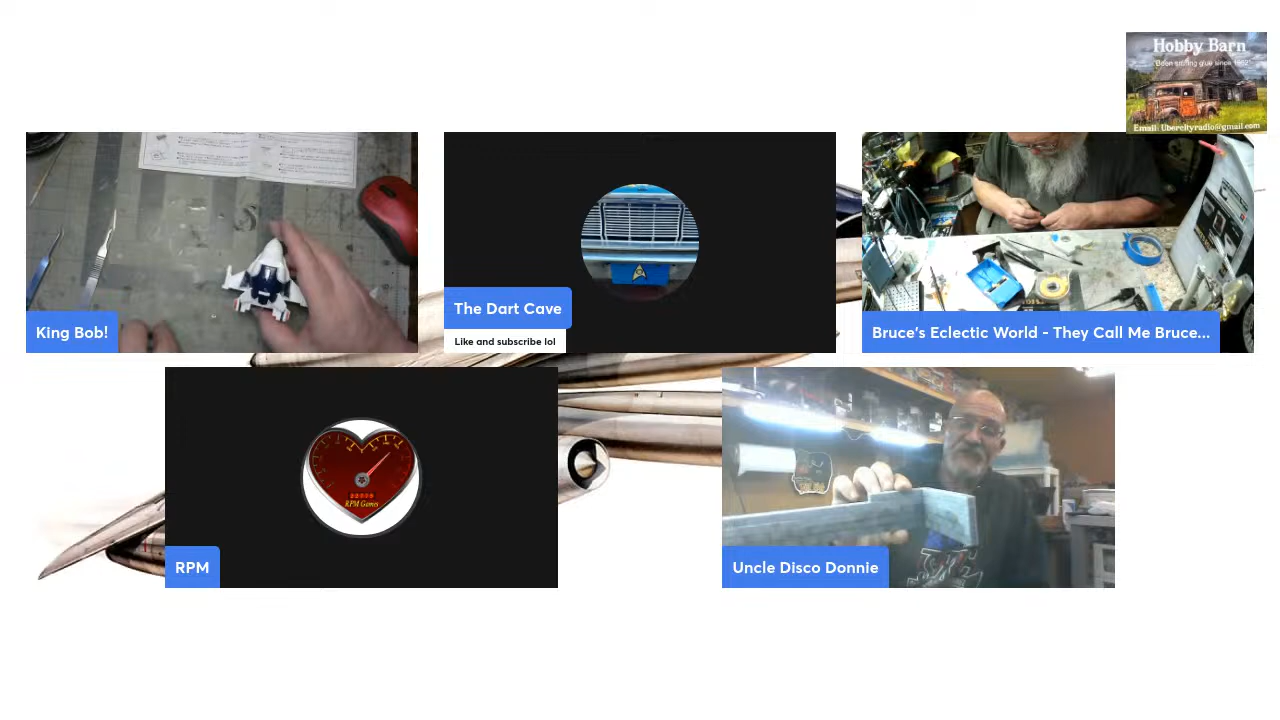 Hobby Barn
"Been sniffing glue since 1962"
Email: Ubercityradio@gmail.com
King Bob!
The Dart Cave
Like and subscribe lol
Bruce's Eclectic World - They Call Me Bruce...
RPM Games
RPM
Uncle Disco Donnie